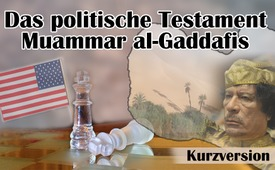 Das politische Testament
Muammar al-Gaddafis
Kurzversion